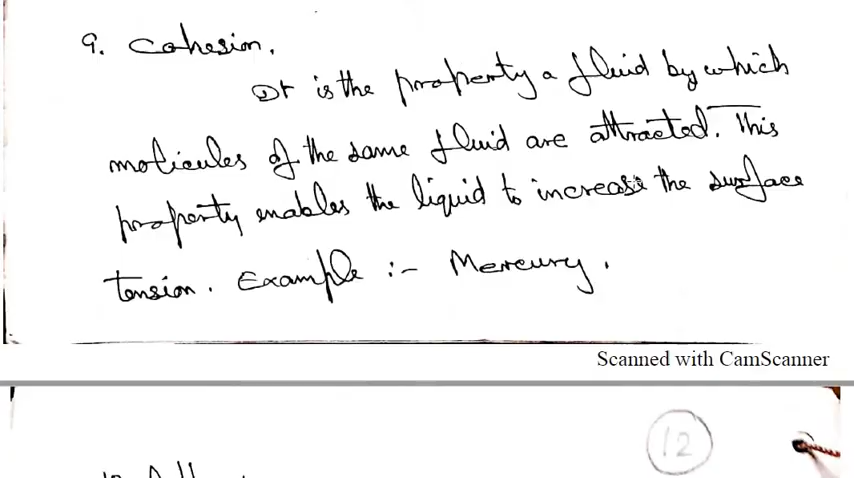 9. Cohesion.
It is the property a fluid by which
molicules of the same fluid are attracted. This
property enables the liquid to increase the surface
tension. Example :- Mercury.
Scanned with CamScanner
12